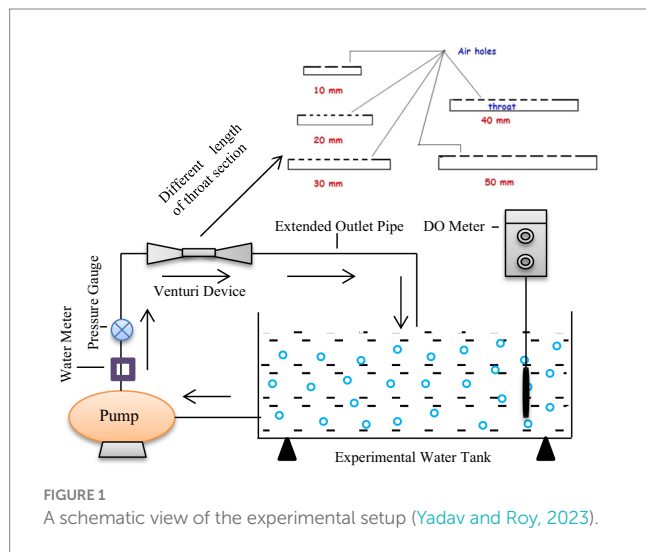 Air holes
10 mm
throat
40 mm
20 mm
30 mm
50 mm
Different length
of throat section
Extended Outlet Pipe
DO Meter
Venturi Device
Pressure Gauge
Water Meter
Pump
Experimental Water Tank
FIGURE 1
A schematic view of the experimental setup (Yadav and Roy, 2023).